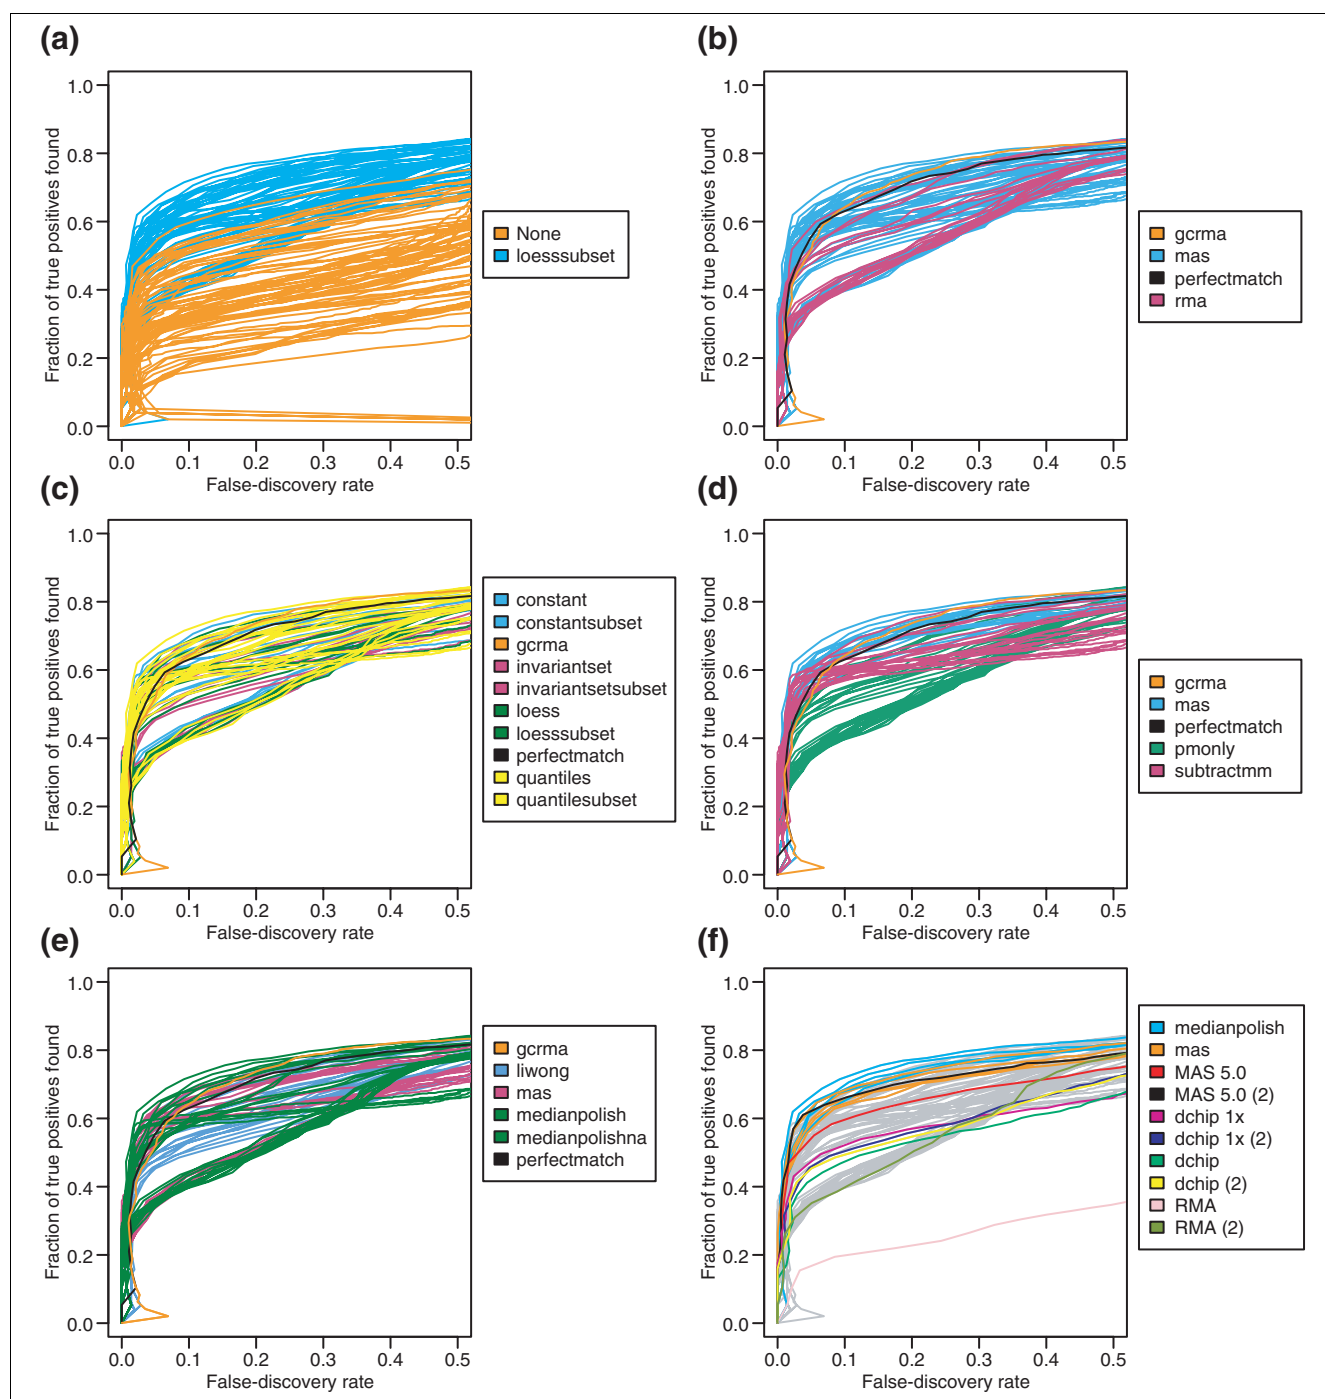 (a)
Fraction of true positives found
1.0
0.8
0.6
0.4
0.2
0.0
0.0 0.1 0.2 0.3 0.4 0.5
False-discovery rate
None
loesssubset
(b)
Fraction of true positives found
1.0
0.8
0.6
0.4
0.2
0.0
0.0 0.1 0.2 0.3 0.4 0.5
False-discovery rate
gcrma
mas
perfectmatch
rma
(c)
Fraction of true positives found
1.0
0.8
0.6
0.4
0.2
0.0
0.0 0.1 0.2 0.3 0.4 0.5
False-discovery rate
constant
constantsubset
gcrma
invariantset
invariantsetsubset
loess
loesssubset
perfectmatch
quantiles
quantilesubset
(d)
Fraction of true positives found
1.0
0.8
0.6
0.4
0.2
0.0
0.0 0.1 0.2 0.3 0.4 0.5
False-discovery rate
gcrma
mas
perfectmatch
pmonly
subtractmm
(e)
Fraction of true positives found
1.0
0.8
0.6
0.4
0.2
0.0
0.0 0.1 0.2 0.3 0.4 0.5
False-discovery rate
gcrma
liwong
mas
medianpolish
medianpolishna
perfectmatch
(f)
Fraction of true positives found
1.0
0.8
0.6
0.4
0.2
0.0
0.0 0.1 0.2 0.3 0.4 0.5
False-discovery rate
medianpolish
mas
MAS 5.0
MAS 5.0 (2)
dchip 1x
dchip 1x (2)
dchip
dchip (2)
RMA
RMA (2)